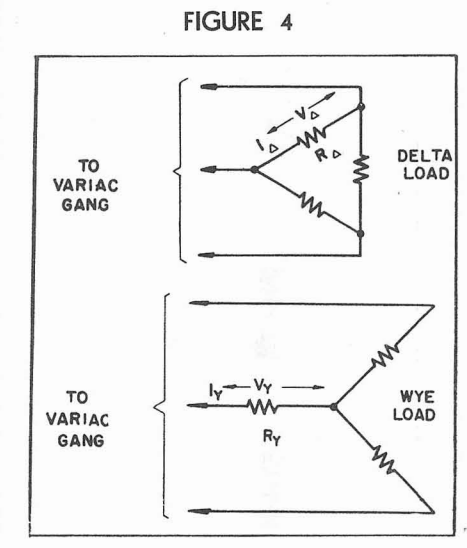 FIGURE 4
TO
VARIAC
GANG
V△
I△
R△
DELTA
LOAD
TO
VARIAC
GANG
IY
VY
RY
WYE
LOAD